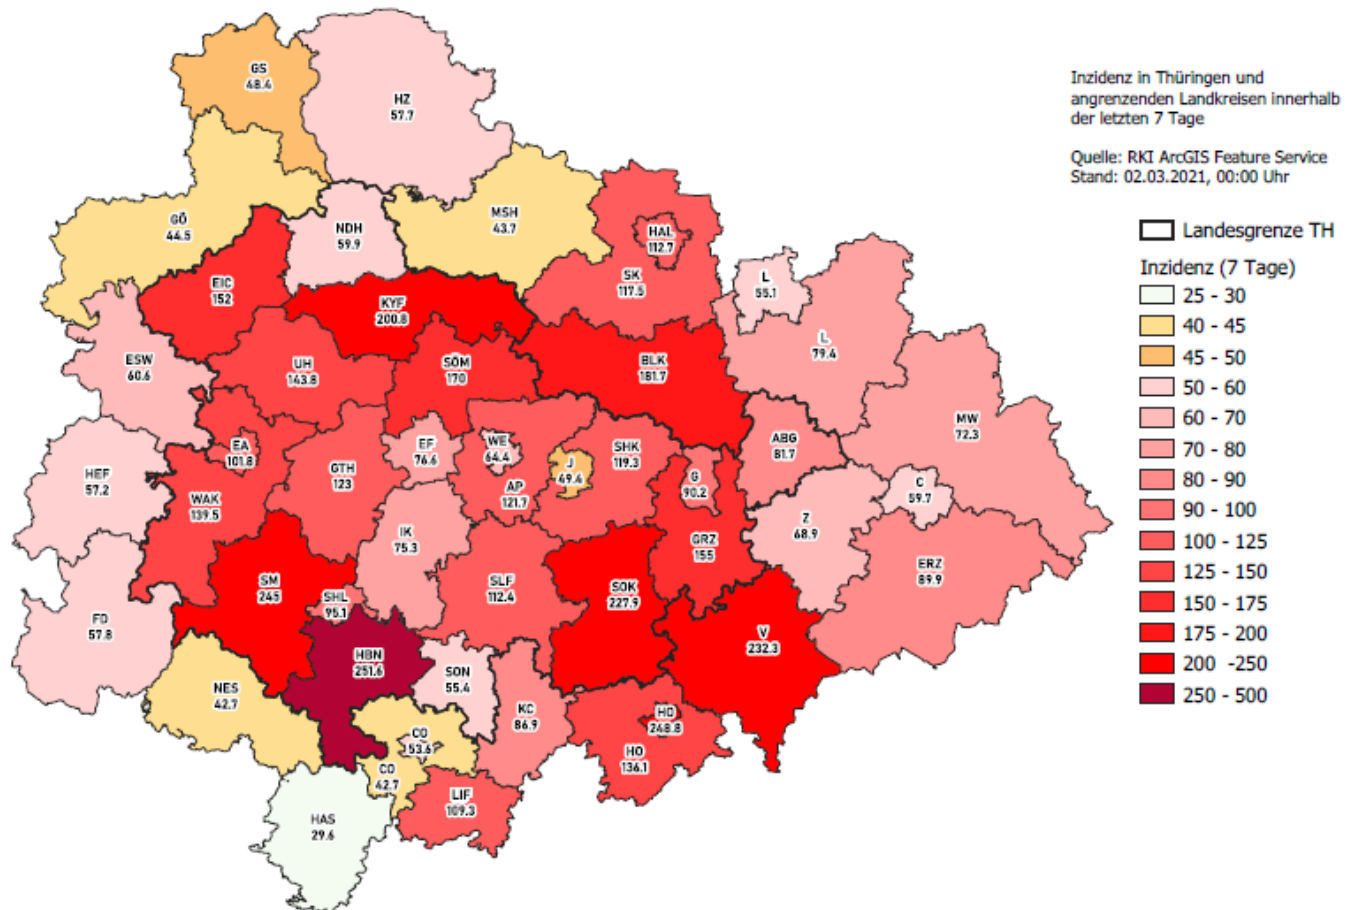 GS
48.4
HZ
57.7
GÖ
44.5
NDH
59.9
MSH
43.7
HAL
112.7
SK
117.5
L
55.1
EIC
152
KYF
200.8
L
79.4
ESW
60.6
UH
143.8
SÖM
170
BLK
181.7
MW
72.3
EA
101.8
EF
76.6
WE
64.4
SHK
119.3
ABG
81.7
HEF
57.2
GTH
123
J
49.4
G
90.2
C
59.7
WAK
139.5
AP
121.7
Z
68.9
IK
75.3
GRZ
155
ERZ
89.9
SM
245
SHL
95.1
SLF
112.4
SOK
227.9
FD
57.8
V
232.3
HBN
251.6
SON
55.4
NES
42.7
KC
86.9
HO
248.8
CO
53.6
HO
136.1
CO
42.7
LIF
109.3
HAS
29.6
Inzidenz in Thüringen und
angrenzenden Landkreisen innerhalb
der letzten 7 Tage
Quelle: RKI ArcGIS Feature Service
Stand: 02.03.2021, 00:00 Uhr
Landesgrenze TH
Inzidenz (7 Tage)
25 - 30
40 - 45
45 - 50
50 - 60
60 - 70
70 - 80
80 - 90
90 - 100
100 - 125
125 - 150
150 - 175
175 - 200
200 -250
250 - 500